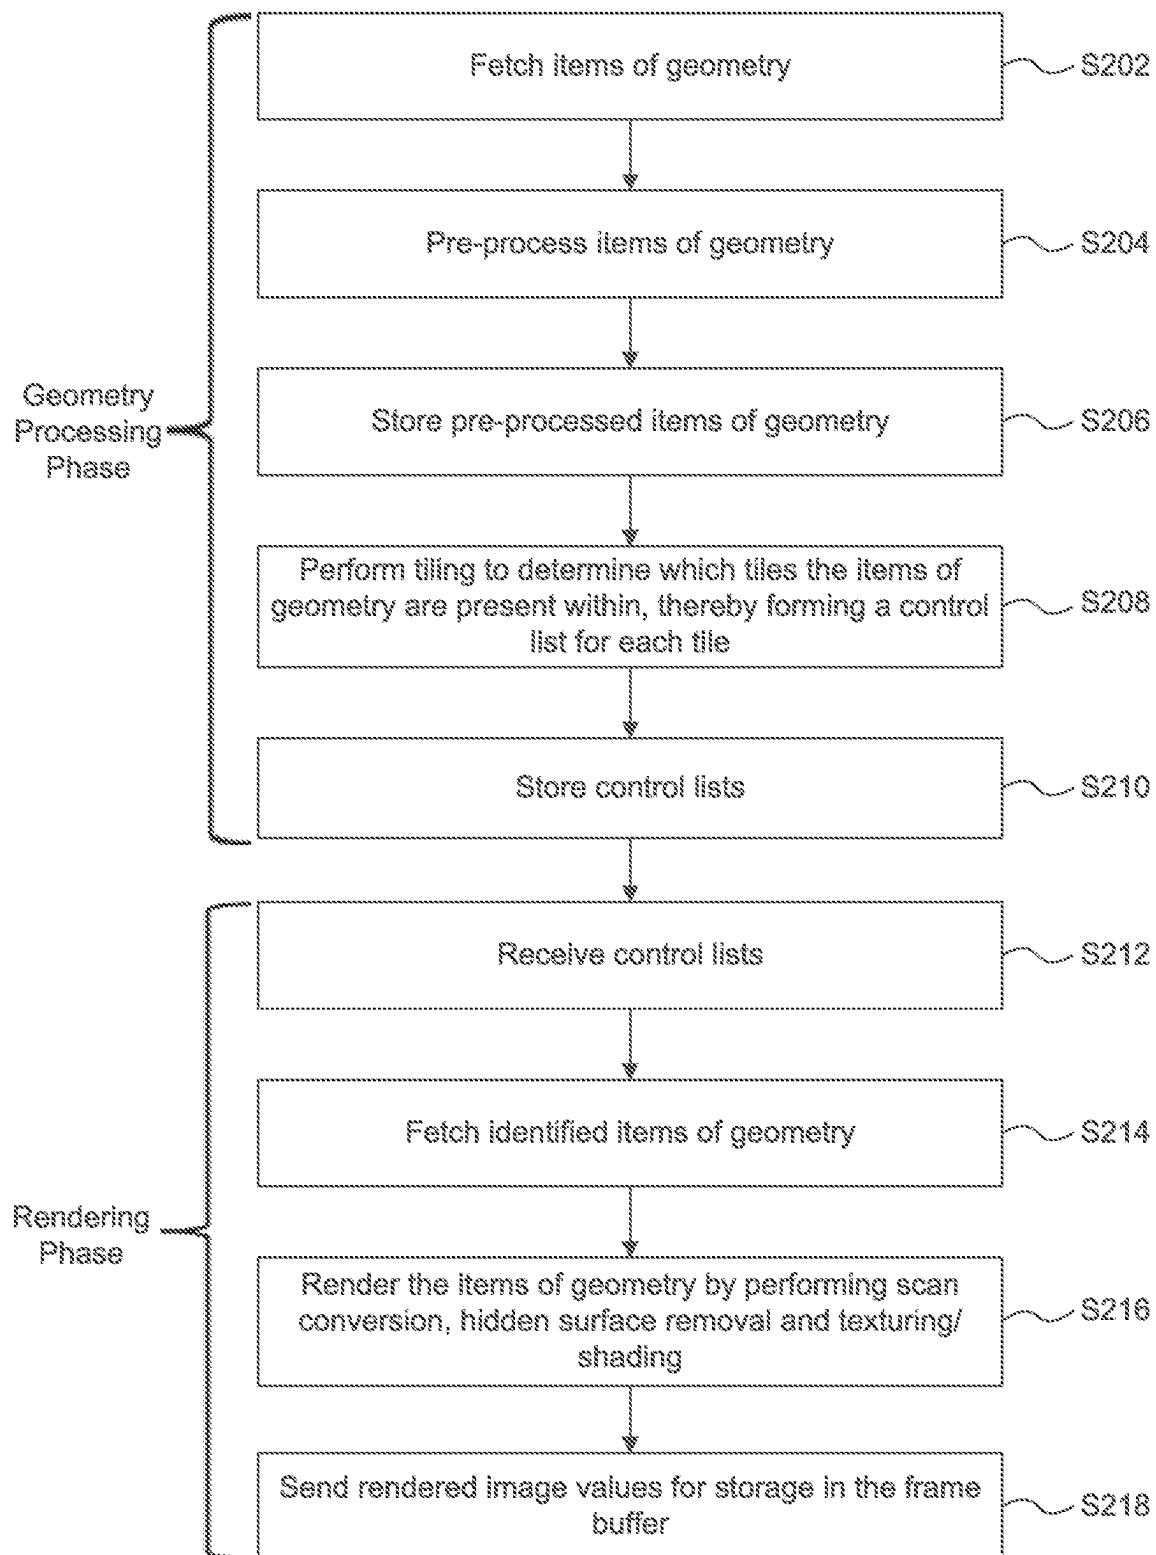 Fetch items of geometry
S202
Pre-process items of geometry
S204
Geometry
Processing
Phase
Store pre-processed items of geometry
S206
Perform tiling to determine which tiles the items of
geometry are present within, thereby forming a control
list for each tile
S208
Store control lists
S210
Receive control lists
S212
Fetch identified items of geometry
S214
Rendering
Phase
Render the items of geometry by performing scan
conversion, hidden surface removal and texturing/
shading
S216
Send rendered image values for storage in the frame
buffer
S218